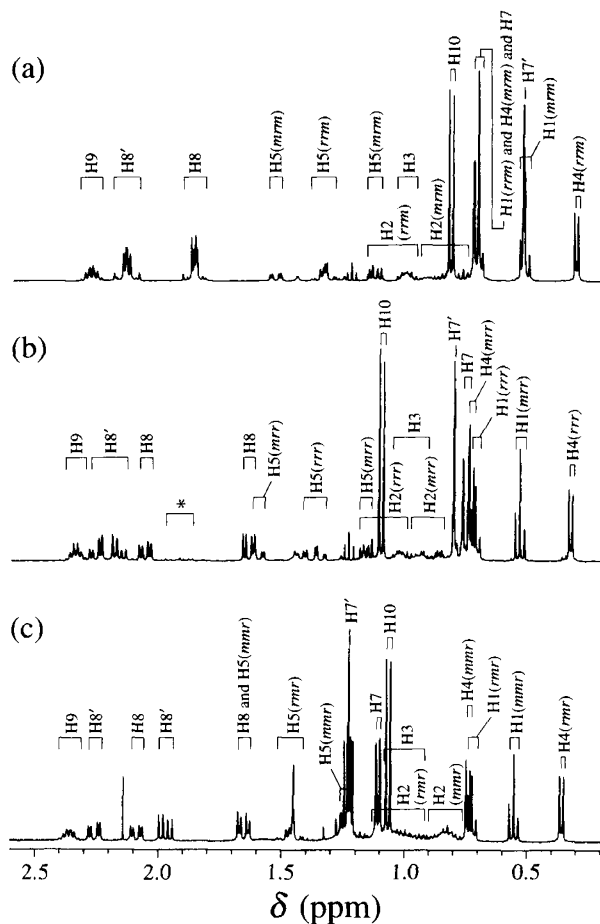 (a)
H9
H8′
H8
H5(mrm)
H5(rrm)
H5(mrm)
H3
H2
(rrm)
H2(mrm)
H10
H1(rrm) and H4(mrm) and H7
H7′
H1(mrm)
H4(rrm)
(b)
H9
H8′
H8
*
H8
H5(mrr)
H5(rrr)
H5(mrr)
H2(rrr)
H10
H3
H2(mrr)
H7′
H7
H4(mrr)
H1(rrr)
H1(mrr)
H4(rrr)
(c)
H9
H8′
H8
H8′
H8 and H5(mmr)
H5(rmr)
H5(mmr)
H7′
H7
H10
H3
H2
(rmr)
H2
(mmr)
H4(mmr)
H1(rmr)
H1(mmr)
H4(rmr)
2.5 2.0 1.5 1.0 0.5
δ (ppm)